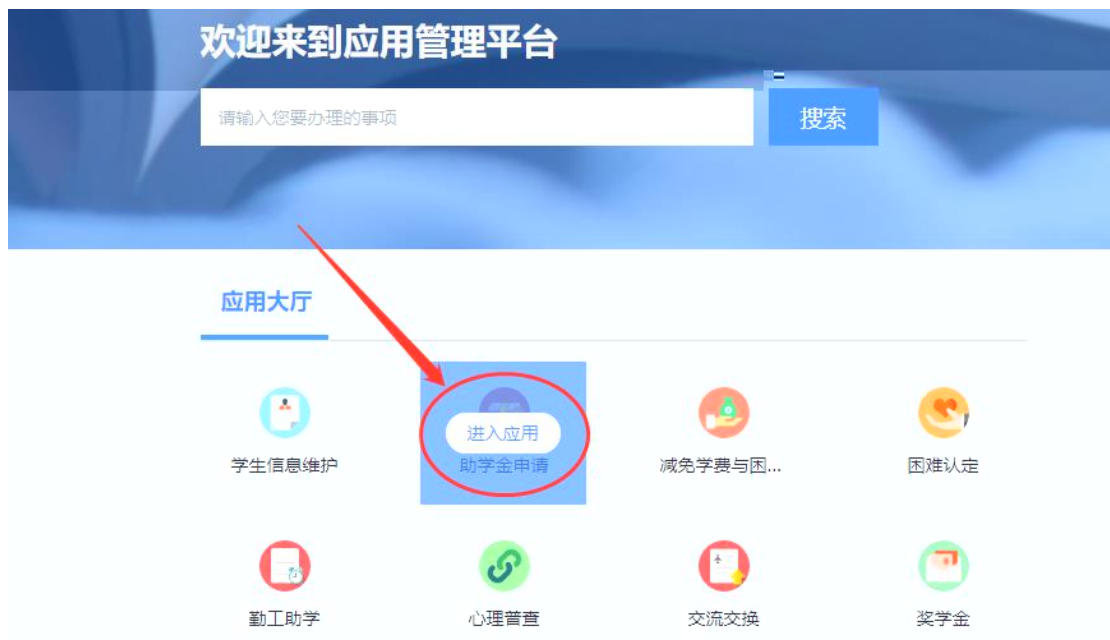 欢迎来到应用管理平台
请输入您要办理的事项
搜索
应用大厅
进入应用
学生信息维护
助学金申请
减免学费与困...
困难认定
勤工助学
心理普查
交流交换
奖学金